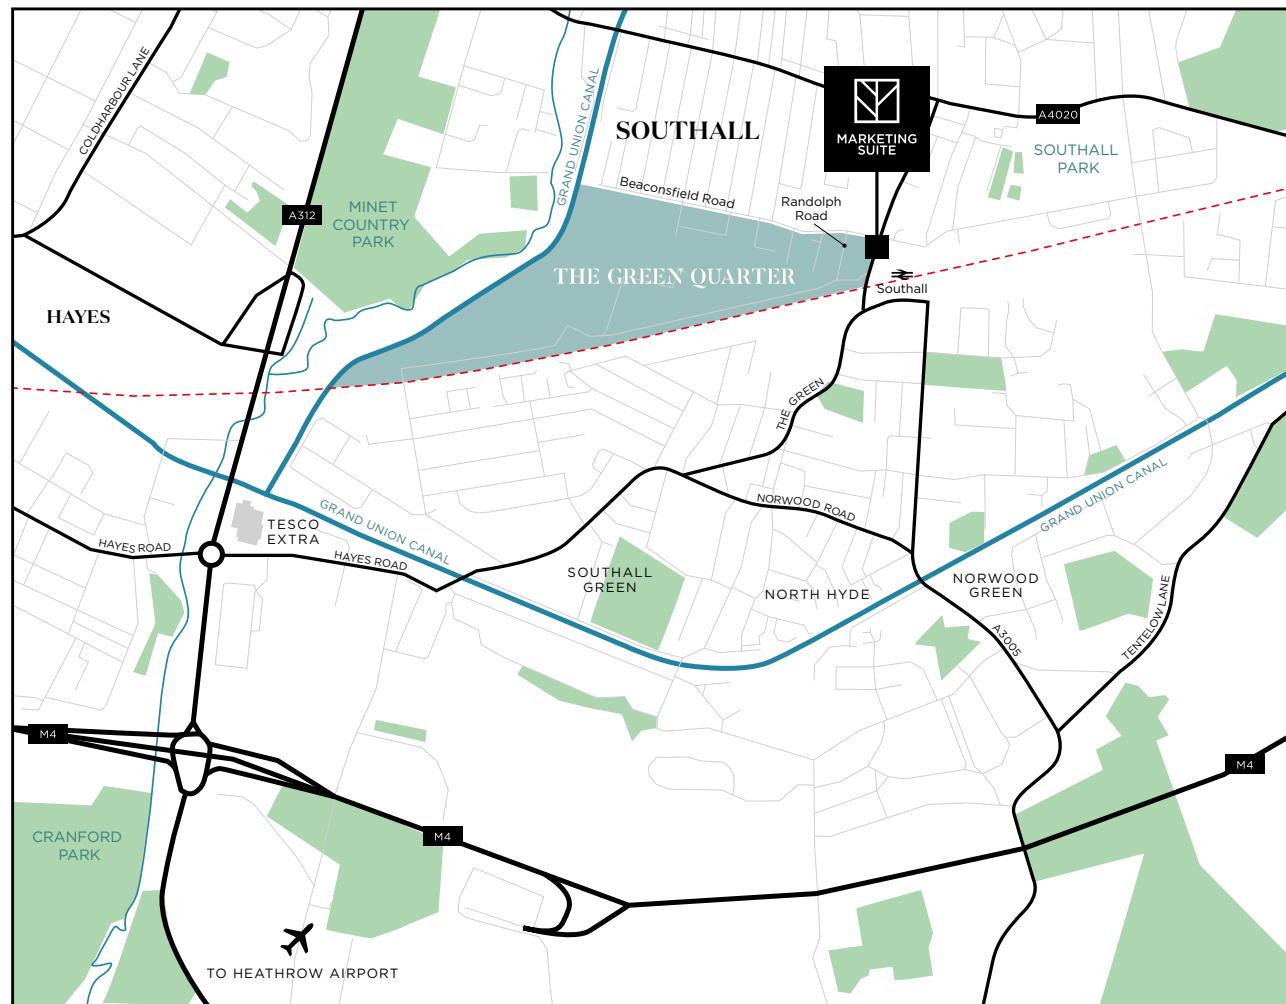 COLDHARBOUR LANE
GRAND UNION CANAL
SOUTHALL
MARKETING
SUITE
A4020
SOUTHALL
PARK
Beaconsfield Road
Randolph
Road
A312
MINET
COUNTRY
PARK
THE GREEN QUARTER
Southall
HAYES
THE GREEN
NORWOOD ROAD
GRAND UNION CANAL
TESCO
EXTRA
GRAND UNION CANAL
HAYES ROAD
HAYES ROAD
SOUTHALL
GREEN
NORTH HYDE
NORWOOD
GREEN
A3005
TENTELOW LANE
M4
M4
M4
CRANFORD
PARK
TO HEATHROW AIRPORT